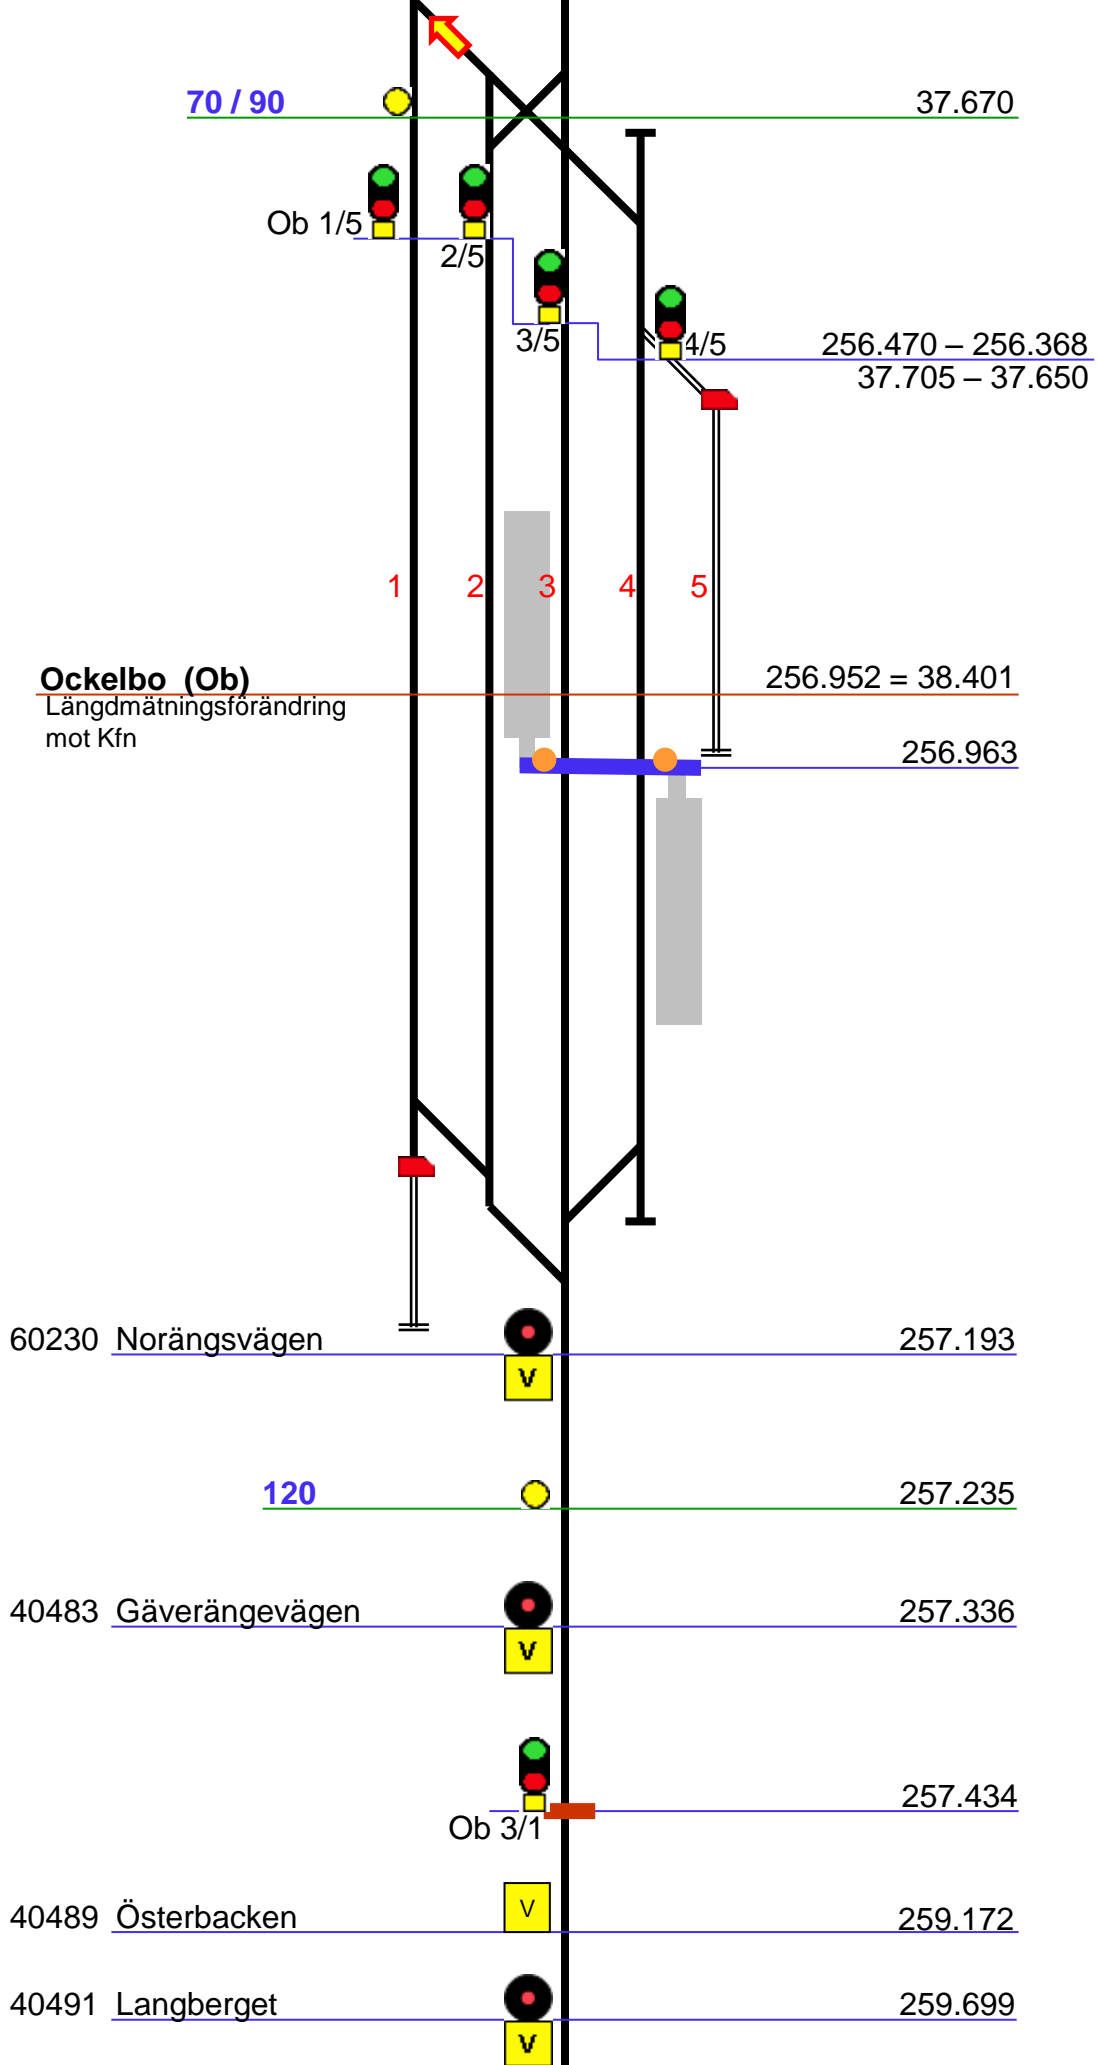 70 / 90 37.670
Ob 1/5
2/5
3/5 4/5 256.470 – 256.368
37.705 – 37.650
1 2 3 4 5
Ockelbo (Ob) 256.952 = 38.401
Längdmätningsförändring
mot Kfn
256.963
60230 Norängsvägen 257.193
V
120 257.235
40483 Gäverängevägen 257.336
V
257.434
Ob 3/1
40489 Österbacken V 259.172
40491 Langberget 259.699
V